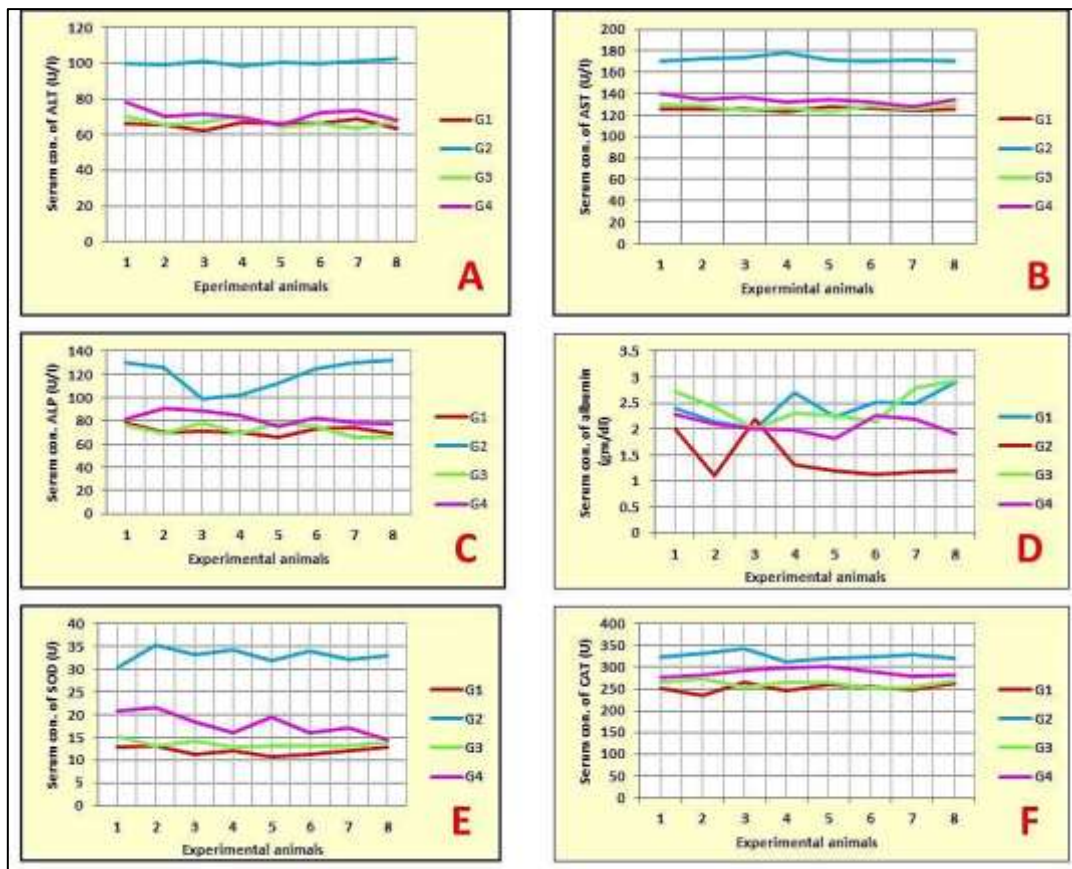 Serum con. of ALT (U/l)
120
100
80
60
40
20
0
1 2 3 4 5 6 7 8
Eperimental animals
G1
G2
G3
G4
A
Serum con. of AST (U/l)
200
180
160
140
120
100
80
60
40
20
0
1 2 3 4 5 6 7 8
Expermintal animals
G1
G2
G3
G4
B
Serum con. of ALP (U/l)
140
120
100
80
60
40
20
0
1 2 3 4 5 6 7 8
Experimental animals
G1
G2
G3
G4
C
Serum con. of albumin
(gm/dl)
3.5
3
2.5
2
1.5
1
0.5
0
1 2 3 4 5 6 7 8
Experimental animals
G1
G2
G3
G4
D
Serum con. of SOD (U)
40
35
30
25
20
15
10
5
0
1 2 3 4 5 6 7 8
Experimental animals
G1
G2
G3
G4
E
Serum con. of CAT (U)
400
350
300
250
200
150
100
50
0
1 2 3 4 5 6 7 8
Experimental animals
G1
G2
G3
G4
F